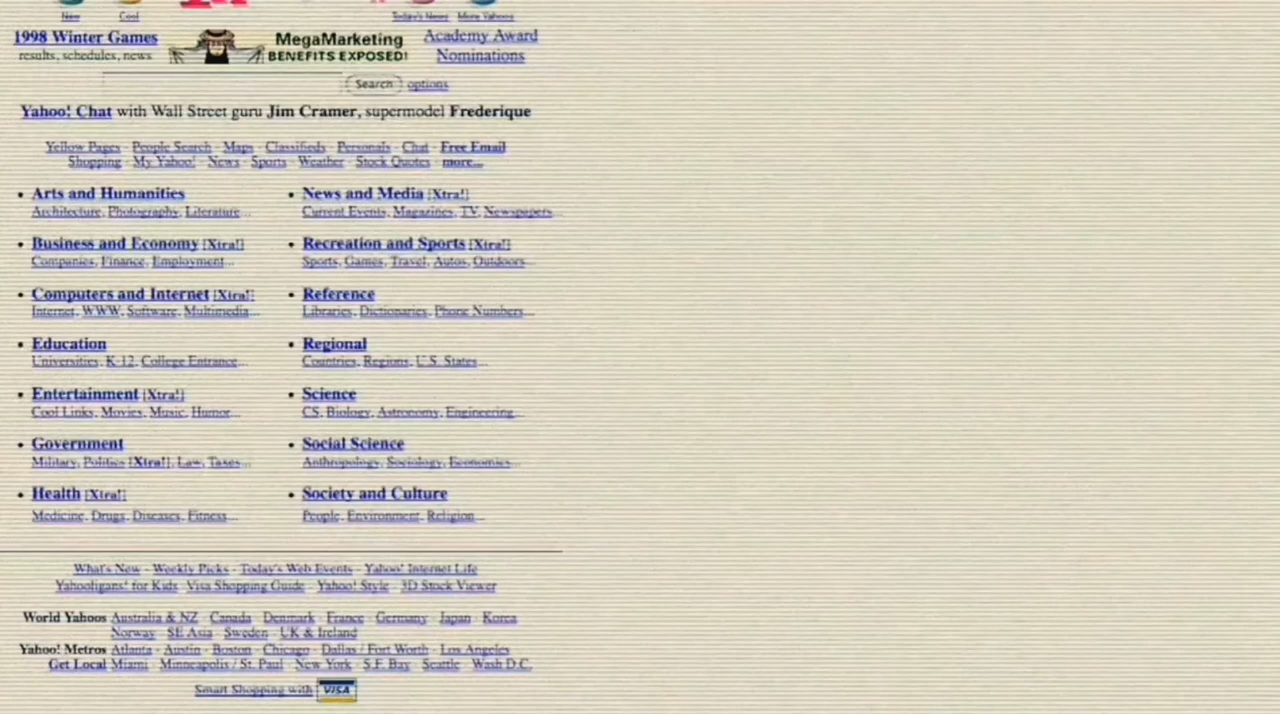 New Cool Today's News More Yahoos
1998 Winter Games
results, schedules, news
MegaMarketing
BENEFITS EXPOSED!
Academy Award
Nominations
Search options
Yahoo! Chat with Wall Street guru Jim Cramer, supermodel Frederique
Yellow Pages - People Search - Maps - Classifieds - Personals - Chat - Free Email
Shopping - My Yahoo! - News - Sports - Weather - Stock Quotes - more...
• Arts and Humanities
Architecture, Photography, Literature...
• News and Media [Xtra!]
Current Events, Magazines, TV, Newspapers...
• Business and Economy [Xtra!]
Companies, Finance, Employment...
• Recreation and Sports [Xtra!]
Sports, Games, Travel, Autos, Outdoors...
• Computers and Internet [Xtra!]
Internet, WWW, Software, Multimedia...
• Reference
Libraries, Dictionaries, Phone Numbers...
• Education
Universities, K-12, College Entrance...
• Regional
Countries, Regions, U.S. States...
• Entertainment [Xtra!]
Cool Links, Movies, Music, Humor...
• Science
CS, Biology, Astronomy, Engineering...
• Government
Military, Politics [Xtra!], Law, Taxes...
• Social Science
Anthropology, Sociology, Economics...
• Health [Xtra!]
Medicine, Drugs, Diseases, Fitness...
• Society and Culture
People, Environment, Religion...
What's New - Weekly Picks - Today's Web Events - Yahoo! Internet Life
Yahooligans! for Kids - Visa Shopping Guide - Yahoo! Style - 3D Stock Viewer
World Yahoos Australia & NZ - Canada - Denmark - France - Germany - Japan - Korea
Norway - SE Asia - Sweden - UK & Ireland
Yahoo! Metros Atlanta - Austin - Boston - Chicago - Dallas / Fort Worth - Los Angeles
Get Local Miami - Minneapolis / St. Paul - New York - S.F. Bay - Seattle - Wash D.C.
Smart Shopping with VISA